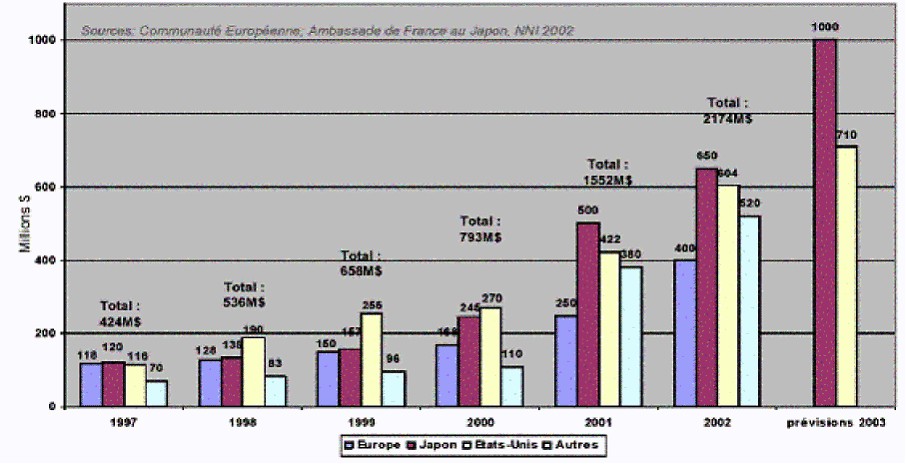 Sources: Communauté Européenne, Ambassade de France au Japon, NNI 2002
Millions $
1000
800
600
400
200
0
Total :
424M$
118
120
116
70
Total :
536M$
128
135
190
83
Total :
658M$
150
157
255
96
Total :
793M$
168
245
270
110
Total :
1552M$
250
500
422
380
Total :
2174M$
400
650
604
520
1000
710
1997 1998 1999 2000 2001 2002 prévisions 2003
Europe Japon Etats-Unis Autres